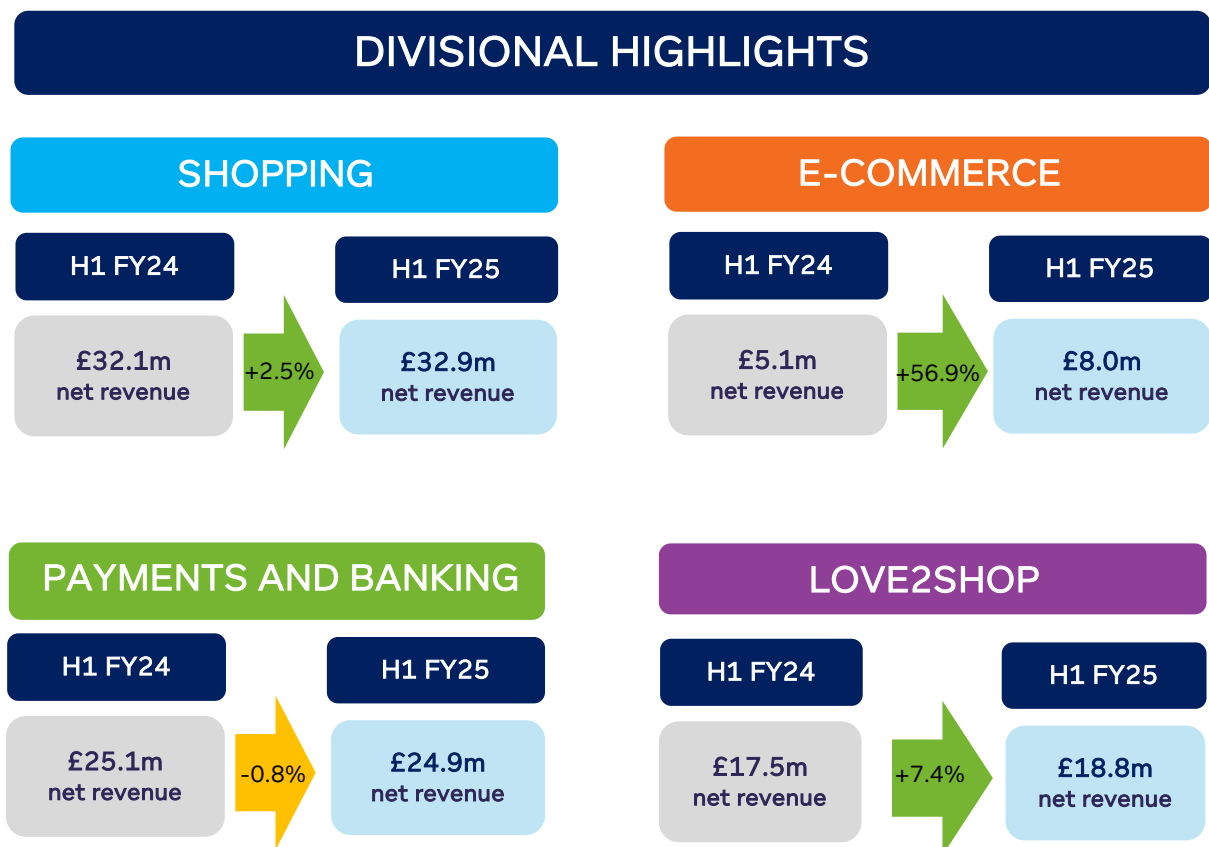 DIVISIONAL HIGHLIGHTS
SHOPPING
H1 FY24
H1 FY25
£32.1m
net revenue
+2.5%
£32.9m
net revenue
E-COMMERCE
H1 FY24
H1 FY25
£5.1m
net revenue
+56.9%
£8.0m
net revenue
PAYMENTS AND BANKING
H1 FY24
H1 FY25
£25.1m
net revenue
-0.8%
£24.9m
net revenue
LOVE2SHOP
H1 FY24
H1 FY25
£17.5m
net revenue
+7.4%
£18.8m
net revenue